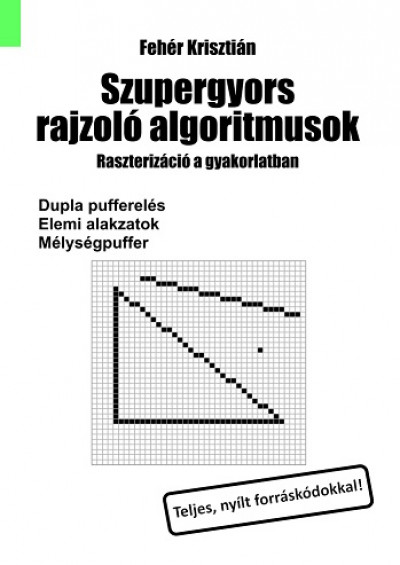 Fehér Krisztián
Szupergyors
rajzoló algoritmusok
Raszterizáció a gyakorlatban
Dupla pufferelés
Elemi alakzatok
Mélységpuffer
Teljes, nyílt forráskódokkal!